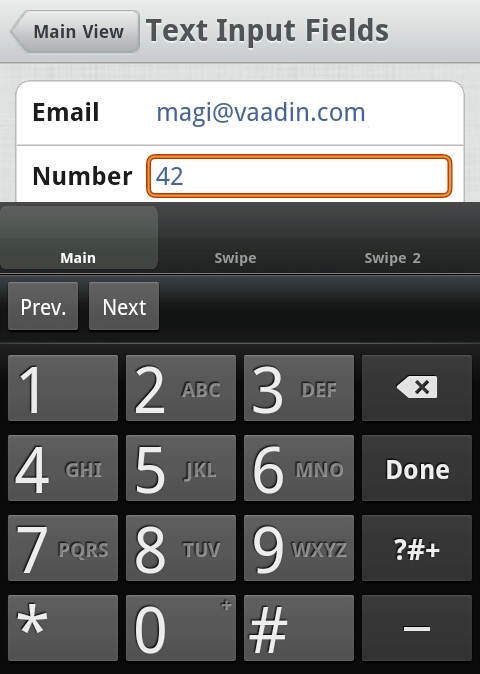 Main View Text Input Fields
Email magi@vaadin.com
Number 42
Main Swipe Swipe 2
Prev. Next
1 2 ABC 3 DEF
4 GHI 5 JKL 6 MNO Done
7 PQRS 8 TUV 9 WXYZ ?#+
* 0 + # –